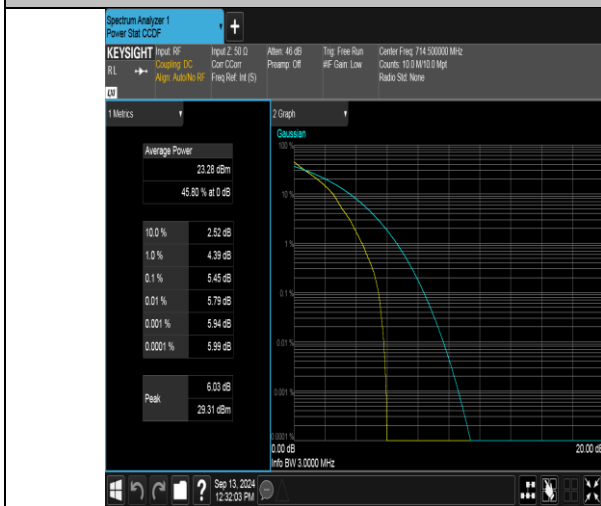 Spectrum Analyzer 1
Power Stat CCDF
+
KEYSIGHT
RL
Input: RF
Coupling: DC
Align: Auto/No RF
Input Z: 50 Ω
Corr CCorr
Freq Ref: Int (S)
Atten: 46 dB
Preamp: Off
Trig: Free Run
#IF Gain: Low
Center Freq: 714.500000 MHz
Counts: 10.0 M/10.0 Mpt
Radio Std: None
1 Metrics
Average Power
23.28 dBm
45.80 % at 0 dB
10.0 % 2.52 dB
1.0 % 4.39 dB
0.1 % 5.45 dB
0.01 % 5.79 dB
0.001 % 5.94 dB
0.0001 % 5.99 dB
Peak
6.03 dB
29.31 dBm
2 Graph
Gaussian
100 %
10 %
1 %
0.1 %
0.01 %
0.001 %
0.0001 %
0.00 dB
20.00 dB
Info BW 3.0000 MHz
?
Sep 13, 2024
12:32:03 PM